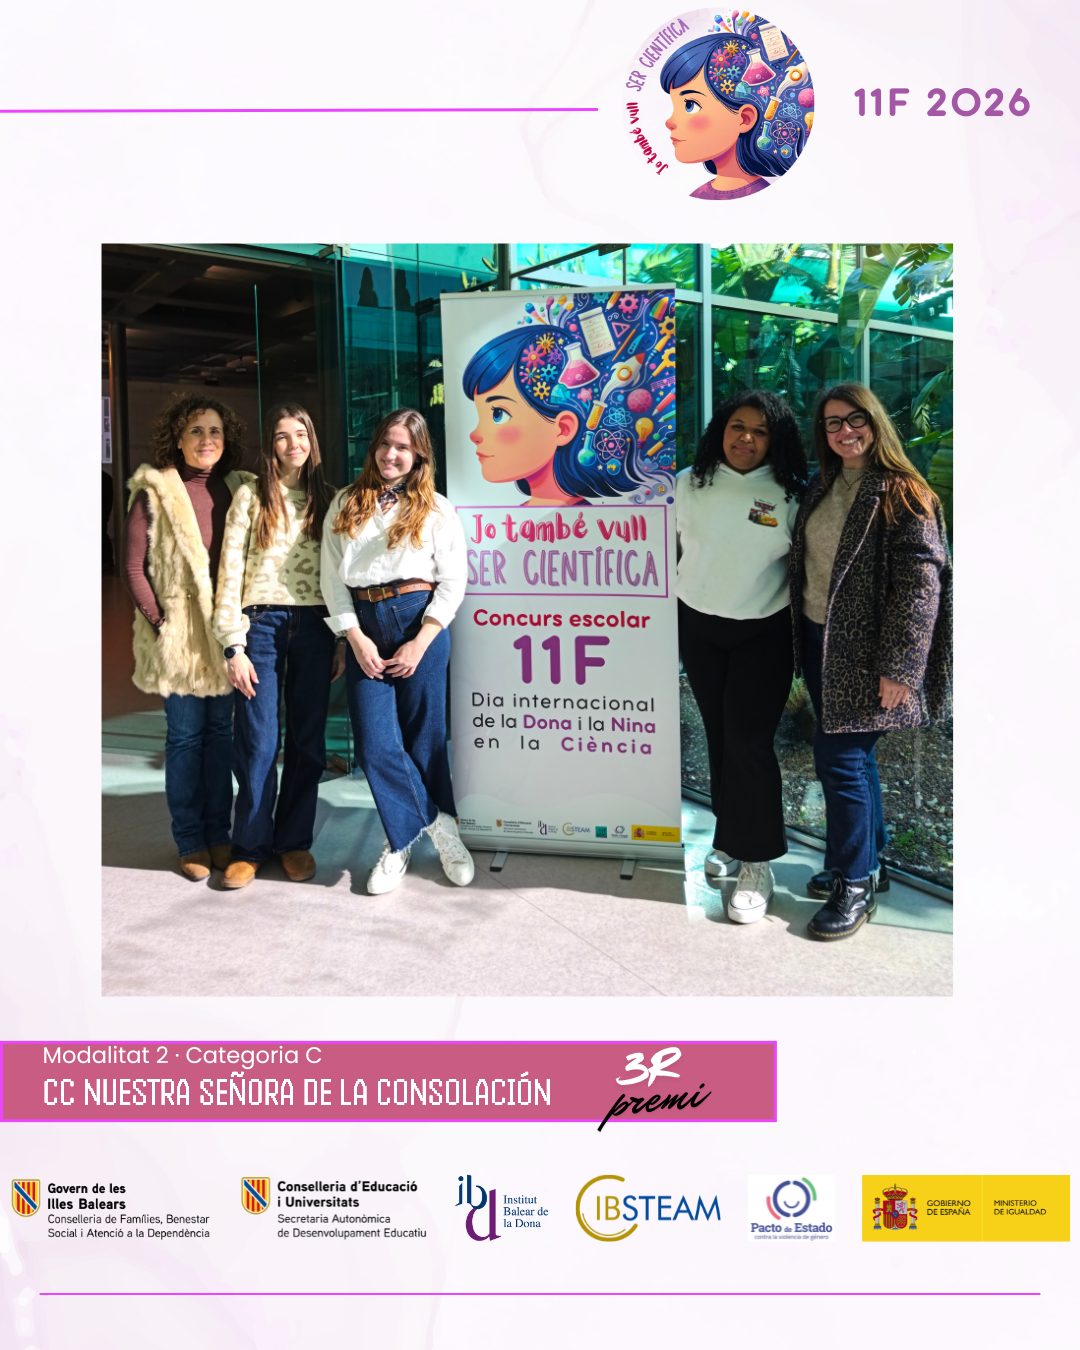 SER CIENTÍFICA
Jo també vull
11F 2026
Jo també vull
SER CIENTÍFICA
Concurs escolar
11F
Dia internacional
de la Dona i la Nina
en la Ciència
IBSTEAM
Modalitat 2 · Categoria C
CC NUESTRA SEÑORA DE LA CONSOLACIÓN
3R
premi
Govern de les
Illes Balears
Conselleria de Famílies, Benestar
Social i Atenció a la Dependència
Conselleria d'Educació
i Universitats
Secretaria Autonòmica
de Desenvolupament Educatiu
ibd
Institut
Balear de
la Dona
IBSTEAM
Pacto de Estado
contra la violencia de género
GOBIERNO
DE ESPAÑA
MINISTERIO
DE IGUALDAD